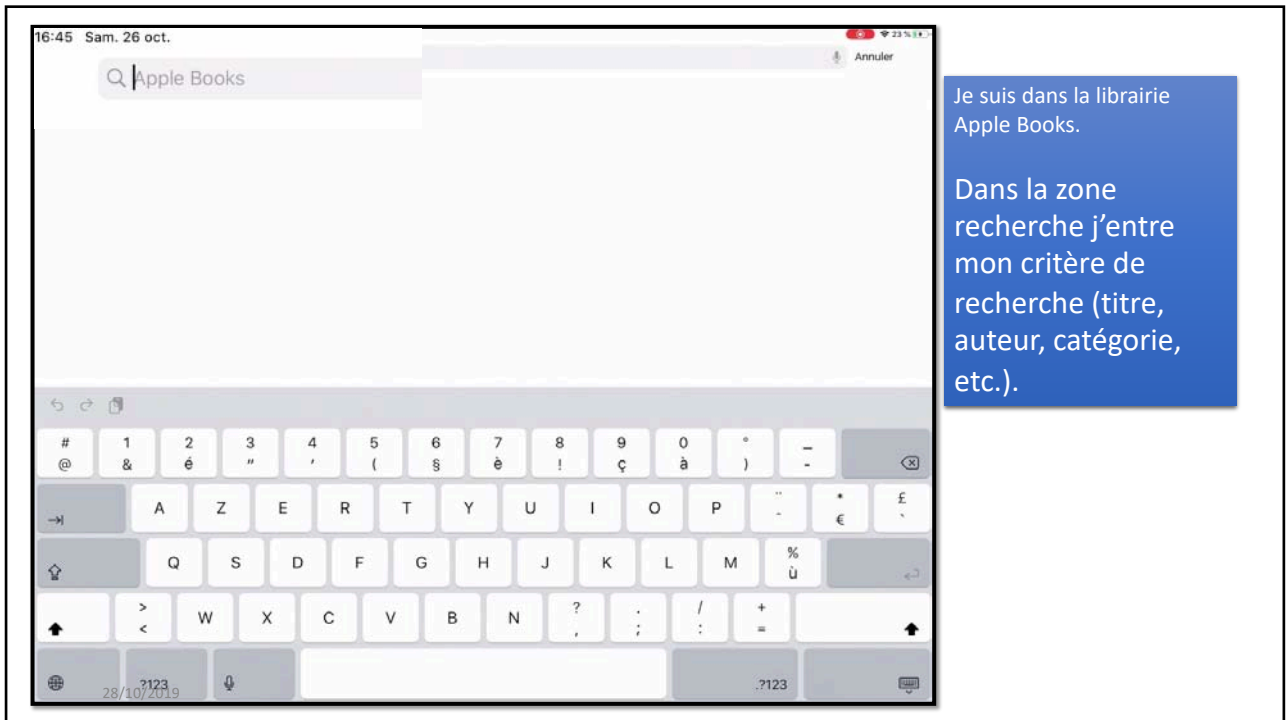 16:45 Sam. 26 oct.
23 %
Apple Books
Annuler
Je suis dans la librairie
Apple Books.
Dans la zone
recherche j’entre
mon critère de
recherche (titre,
auteur, catégorie,
etc.).
# 1 2 3 4 5 6 7 8 9 0 ° _
@ & é " ' ( § è ! ç à ) -
A Z E R T Y U I O P ¨ * £
^ € `
Q S D F G H J K L M %
ù
> W X C V B N ? . / +
< , ; : =
.?123 .?123
28/10/2019